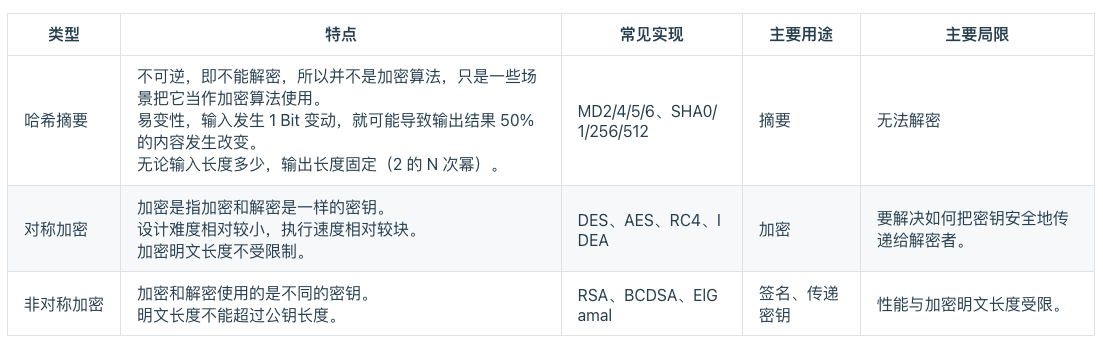 类型 特点 常见实现 主要用途 主要局限
不可逆，即不能解密，所以并不是加密算法，只是一些场
景把它当作加密算法使用。
易变性，输入发生 1 Bit 变动，就可能导致输出结果 50%
的内容发生改变。
无论输入长度多少，输出长度固定（2 的 N 次幂）。
哈希摘要
MD2/4/5/6、SHA0/
1/256/512
摘要
无法解密
加密是指加密和解密是一样的密钥。
设计难度相对较小，执行速度相对较块。
加密明文长度不受限制。
对称加密
DES、AES、RC4、I
DEA
加密
要解决如何把密钥安全地传
递给解密者。
加密和解密使用的是不同的密钥。
明文长度不能超过公钥长度。
非对称加密
RSA、BCDSA、ElG
amal
签名、传递
密钥
性能与加密明文长度受限。